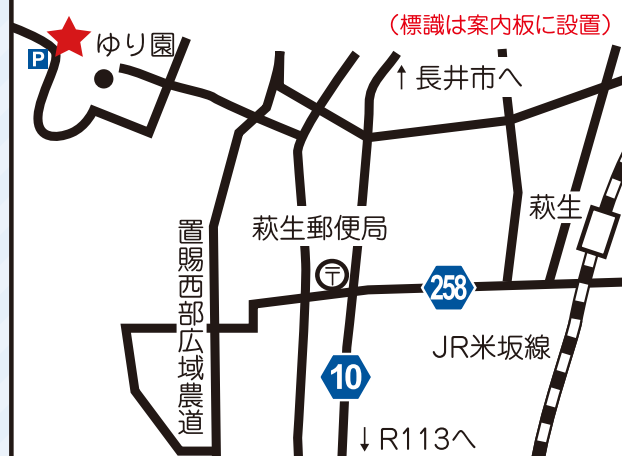 (標識は案内板に設置)
ゆり園
P
↑長井市へ
萩生
萩生郵便局
〒
置賜西部広域農道
258
JR米坂線
10
↓R113へ